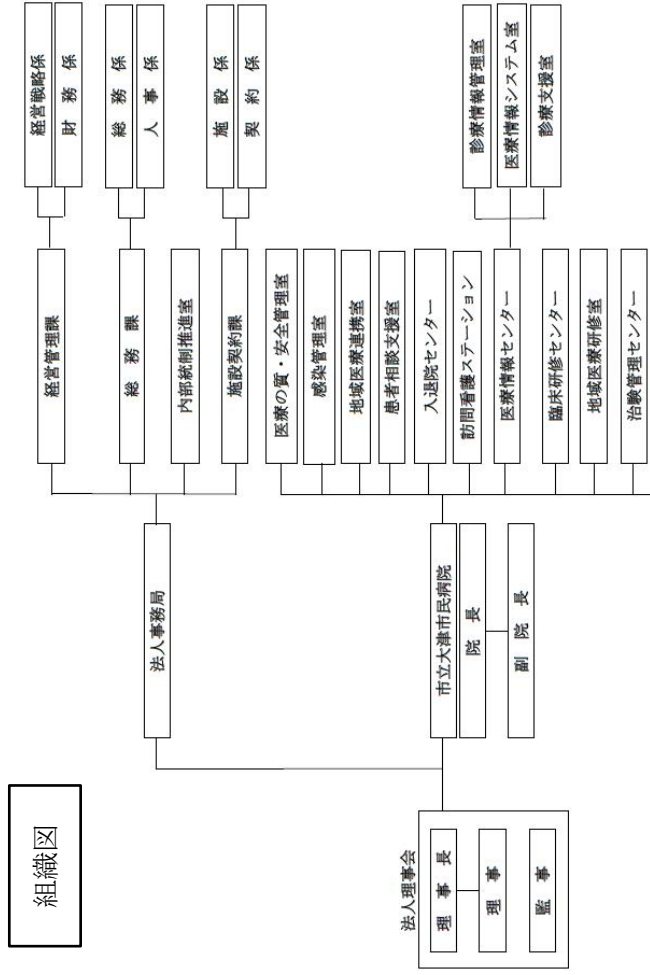 組織図
法人理事会
理事長
理事
監事
法人事務局
経営管理課
経営戦略係
財務係
総務課
総務係
人事係
内部統制推進室
施設契約課
施設係
契約係
市立大津市民病院
院長
副院長
医療の質・安全管理室
感染管理室
地域医療連携室
患者相談支援室
入退院センター
訪問看護ステーション
医療情報センター
診療情報管理室
医療情報システム室
診療支援室
臨床研修センター
地域医療研修室
治験管理センター